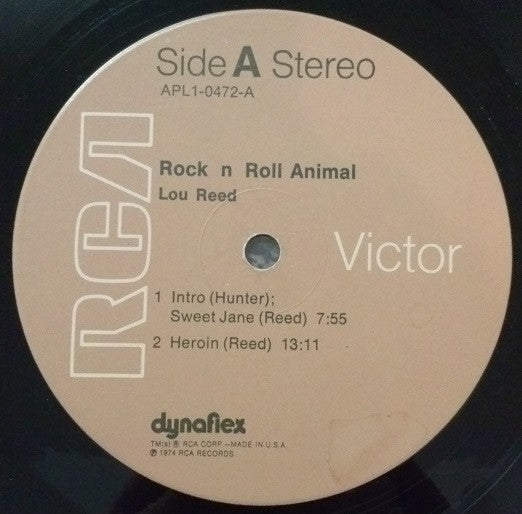 Side A Stereo
APL1-0472-A
Rock n Roll Animal
Lou Reed
RCA
Victor
1 Intro (Hunter);
Sweet Jane (Reed) 7:55
2 Heroin (Reed) 13:11
dynaflex
TM(s) ® RCA CORP.—MADE IN U.S.A.
℗ 1974 RCA RECORDS